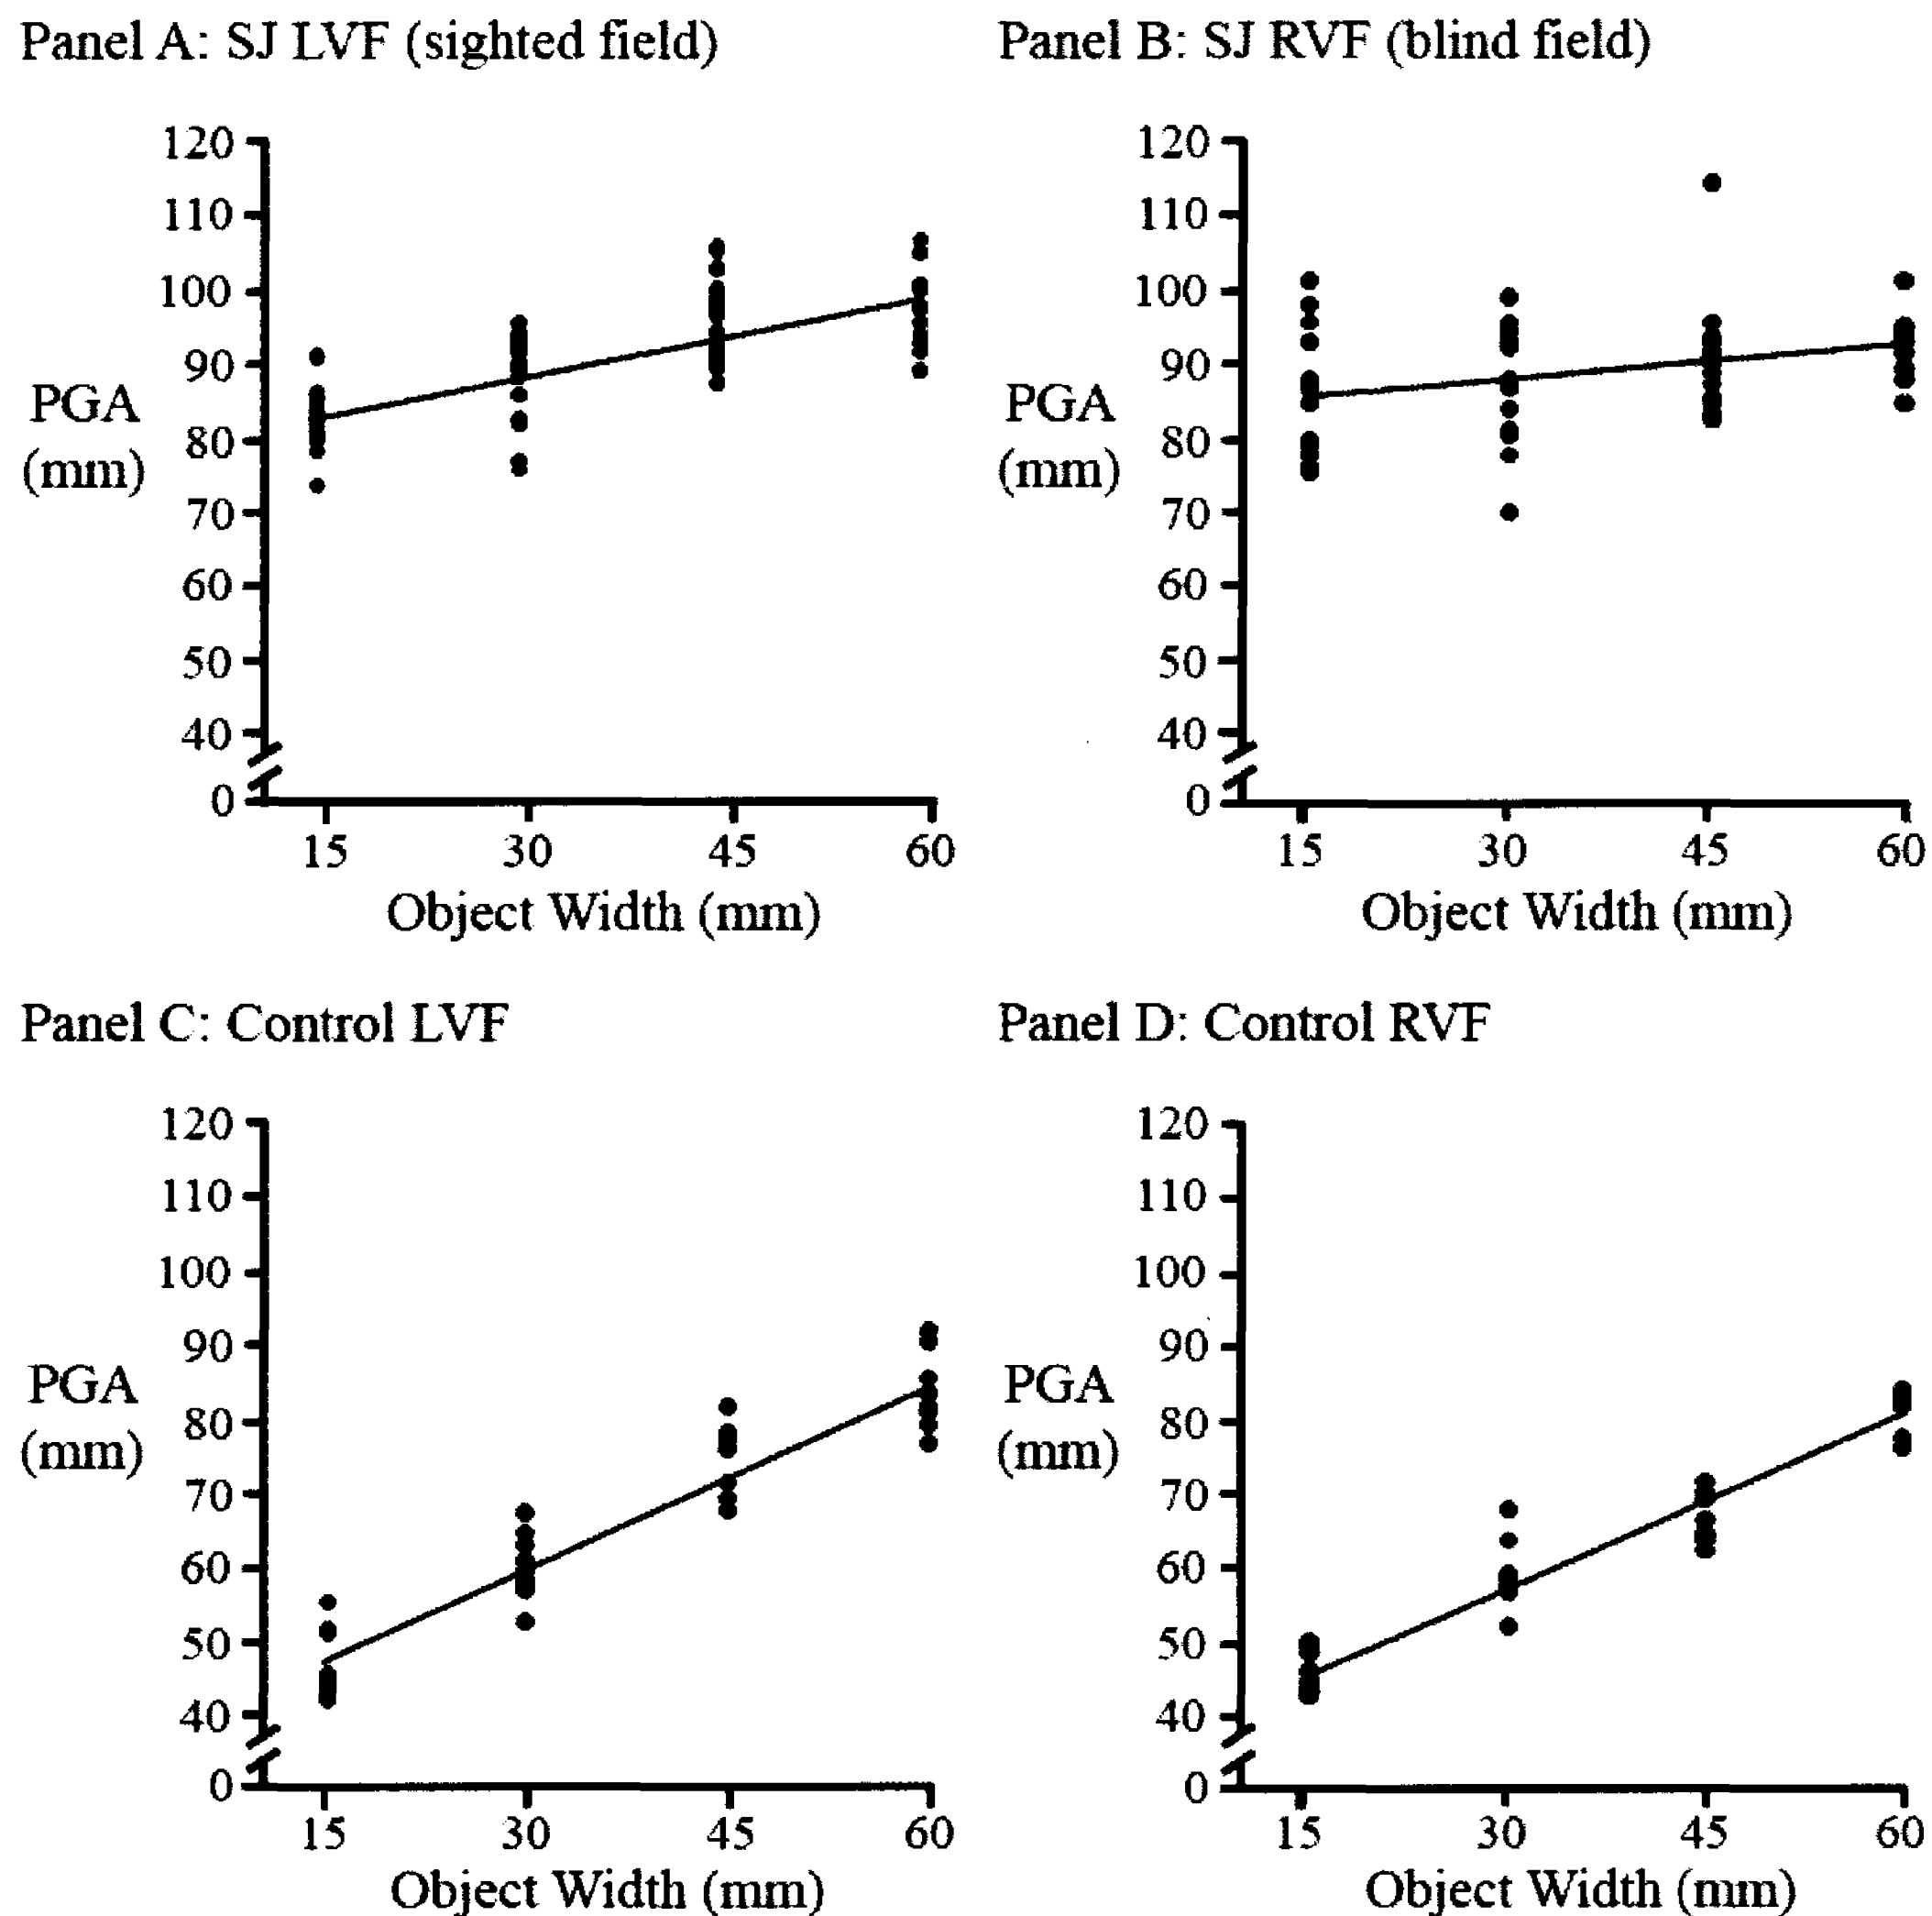 Panel A: SJ LVF (sighted field)
120
110
100
90
80
70
60
50
40
0
PGA
(mm)
15 30 45 60
Object Width (mm)
Panel B: SJ RVF (blind field)
120
110
100
90
80
70
60
50
40
0
PGA
(mm)
15 30 45 60
Object Width (mm)
Panel C: Control LVF
120
110
100
90
80
70
60
50
40
0
PGA
(mm)
15 30 45 60
Object Width (mm)
Panel D: Control RVF
120
110
100
90
80
70
60
50
40
0
PGA
(mm)
15 30 45 60
Object Width (mm)